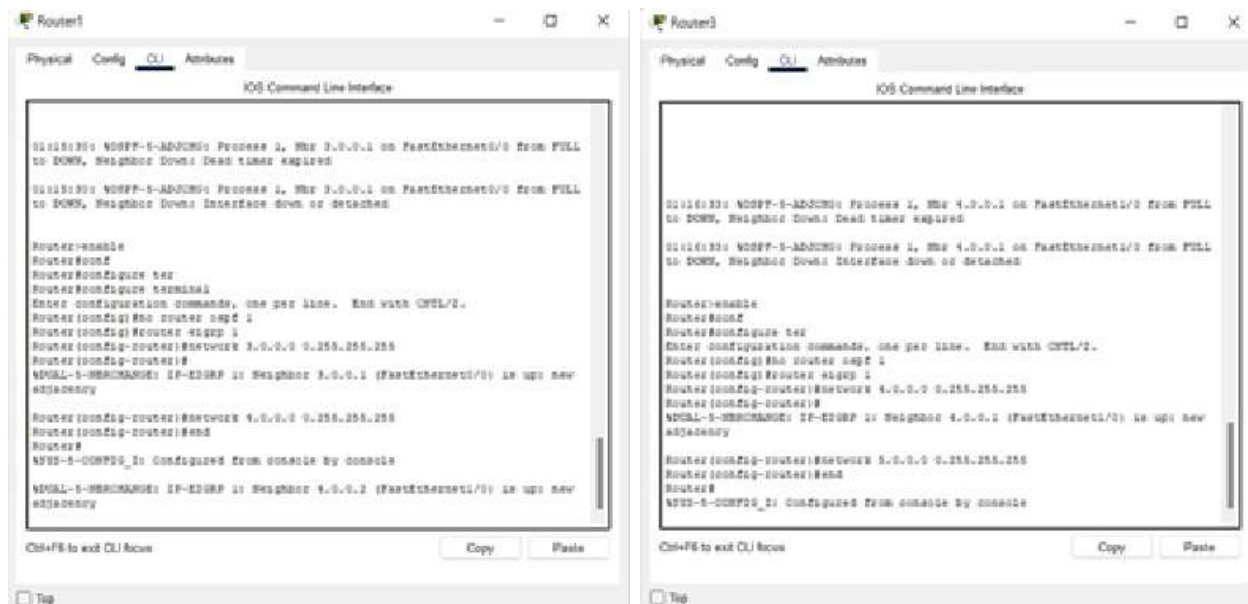 Router1
Physical Config CLI Attributes
IOS Command Line Interface
01:15:30: %OSPF-5-ADJCHG: Process 1, Nbr 3.0.0.1 on FastEthernet0/0 from FULL
to DOWN, Neighbor Down: Dead timer expired
01:15:30: %OSPF-5-ADJCHG: Process 1, Nbr 3.0.0.1 on FastEthernet0/0 from FULL
to DOWN, Neighbor Down: Interface down or detached
Router>enable
Router#conf
Router#configure ter
Router#configure terminal
Enter configuration commands, one per line. End with CNTL/Z.
Router(config)#no router ospf 1
Router(config)#router eigrp 1
Router(config-router)#network 3.0.0.0 0.255.255.255
Router(config-router)#
%DUAL-5-NBRCHANGE: IP-EIGRP 1: Neighbor 3.0.0.1 (FastEthernet0/0) is up: new
adjacency
Router(config-router)#network 4.0.0.0 0.255.255.255
Router(config-router)#end
Router#
%SYS-5-CONFIG_I: Configured from console by console
%DUAL-5-NBRCHANGE: IP-EIGRP 1: Neighbor 4.0.0.2 (FastEthernet1/0) is up: new
adjacency
Ctrl+F6 to exit CLI focus
Copy Paste
Top
Router3
Physical Config CLI Attributes
IOS Command Line Interface
%OSPF-5-ADJCHG: Process 1, Nbr 4.0.0.1 on FastEthernet1/0 from FULL
to DOWN, Neighbor Down: Dead timer expired
%OSPF-5-ADJCHG: Process 1, Nbr 4.0.0.1 on FastEthernet1/0 from FULL
to DOWN, Neighbor Down: Interface down or detached
Router>enable
Router#conf
Router#configure ter
Enter configuration commands, one per line. End with CNTL/Z.
Router(config)#no router ospf 1
Router(config)#router eigrp 1
Router(config-router)#network 4.0.0.0 0.255.255.255
Router(config-router)#
%DUAL-5-NBRCHANGE: IP-EIGRP 1: Neighbor 4.0.0.1 (FastEthernet1/0) is up: new
adjacency
Router(config-router)#network 5.0.0.0 0.255.255.255
Router(config-router)#end
Router#
%SYS-5-CONFIG_I: Configured from console by console
Ctrl+F6 to exit CLI focus
Copy Paste
Top